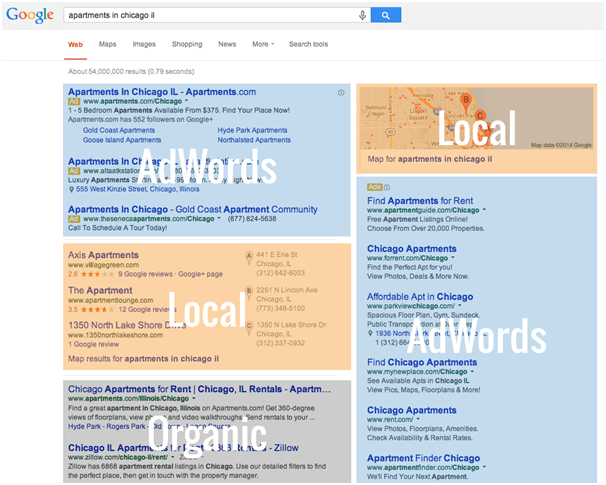 Google
apartments in chicago il
Web Maps Images Shopping News More Search tools
About 54,000,000 results (0.79 seconds)
Apartments In Chicago IL - Apartments.com
Ad www.apartments.com/Chicago
1 - 5 Bedroom Apartments Available From $375. Find Your Place Now!
Apartments.com has 552 followers on Google+
Gold Coast Apartments Hyde Park Apartments
Goose Island Apartments Northalsted Apartments
AdWords
Apartments In
Ad www.altaatkstation
Luxury Apartments
555 West Kinzie Street, Chicago, Illinois
Apartments In Chicago - Gold Coast Apartment Community
Ad www.thesenecaapartments.com/Chicago (877) 824-5638
Call To Schedule A Tour Today!
Local
Axis Apartments
www.villagegreen.com
2.6 9 Google reviews · Google+ page
A 441 E Erie St
Chicago, IL
(312) 642-6003
The Apartment
www.apartmentlounge.com
3.5 12 Google reviews
B 2251 N Lincoln Ave
Chicago, IL
(773) 348-5100
1350 North Lake Shore Drive
www.1350northlakeshore.com
1 Google review
C 1350 N Lake Shore Dr
Chicago, IL
(312) 337-0932
Map results for apartments in chicago il
Organic
Chicago Apartments for Rent | Chicago, IL Rentals - Apartm...
www.apartments.com/Illinois/Chicago
Find a great apartment in Chicago, Illinois on Apartments.com! Get 360-degree
views of floorplans, view and video walkthroughs. Send rentals to your ...
Hyde Park - Rogers Park
Chicago IL Apartments for Rentals - Zillow
www.zillow.com/chicago-il/rent/ Zillow
Zillow has 6868 apartment rental listings in Chicago. Use our detailed filters to find
the perfect place, then get in touch with the property manager.
Local
Belmont
Cragin
Avondale
Logan
Square
B
C
Map data ©2014 Google
Map for apartments in chicago il
AdWords
Ads
Find Apartments for Rent
www.apartmentguide.com/Chicago
Free Apartment Listings Online!
Choose From Over 20,000 Properties.
Chicago Apartments
www.forrent.com/Chicago
Find the Perfect Apt for you!
View Photos, Deals & More Now.
Affordable Apt in Chicago
www.parkviewchicago.com/
Spacious Floor Plan, Gym, Sundeck.
Public Transportation
1936 N
1 (312) 664
Find Chicago Apartments
www.mynewplace.com/Chicago
See Available Apts in Chicago IL
View Pics, Maps, Floorplans & More!
Chicago Apartments
www.rent.com/
View Photos, Floorplans, Amenities.
Check Availability & Rental Rates.
Apartment Finder Chicago
www.apartmentfinder.com/Chicago
We'll Find Your Next Apartment.